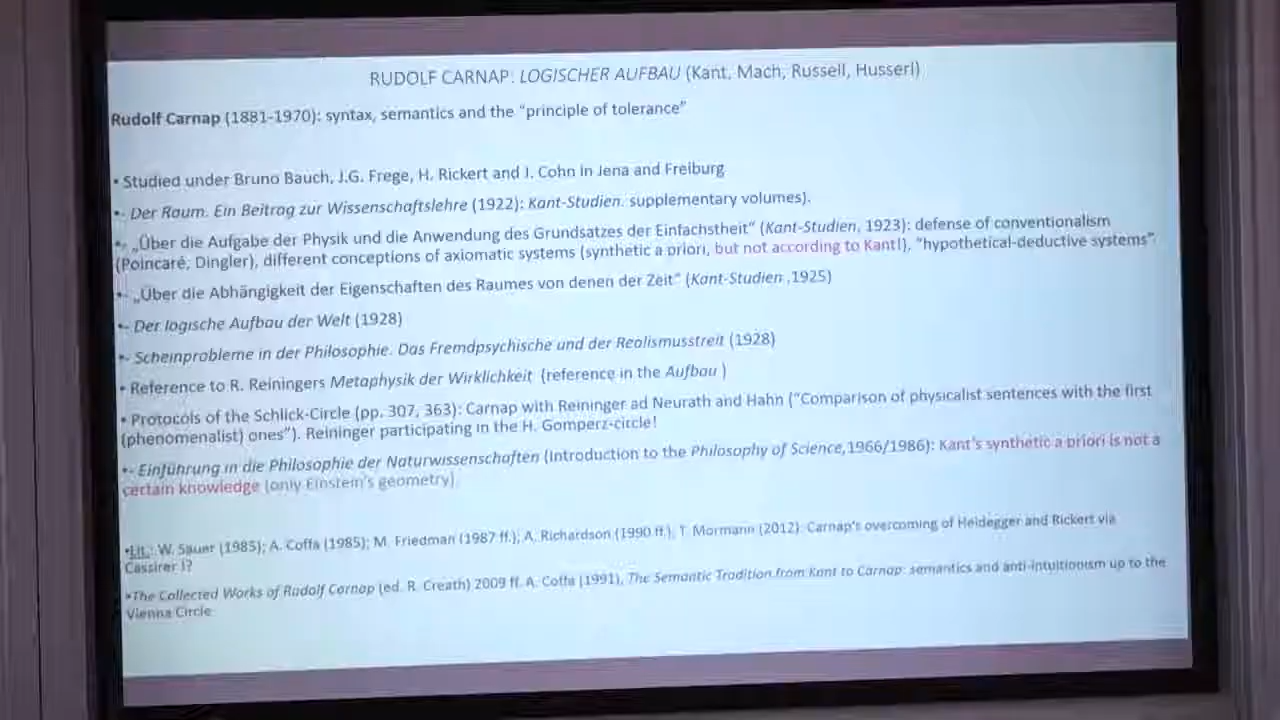 RUDOLF CARNAP: LOGISCHER AUFBAU (Kant, Mach, Russell, Husserl)
Rudolf Carnap (1881-1970): syntax, semantics and the “principle of tolerance”
• Studied under Bruno Bauch, J.G. Frege, H. Rickert and J. Cohn in Jena and Freiburg
•- Der Raum. Ein Beitrag zur Wissenschaftslehre (1922): Kant-Studien. supplementary volumes).
•- „Über die Aufgabe der Physik und die Anwendung des Grundsatzes der Einfachstheit“ (Kant-Studien, 1923): defense of conventionalism
(Poincaré; Dingler), different conceptions of axiomatic systems (synthetic a priori, but not according to Kant!), “hypothetical-deductive systems”.
•- „Über die Abhängigkeit der Eigenschaften des Raumes von denen der Zeit“ (Kant-Studien ,1925)
•- Der logische Aufbau der Welt (1928)
•- Scheinprobleme in der Philosophie. Das Fremdpsychische und der Realismusstreit (1928)
• Reference to R. Reiningers Metaphysik der Wirklichkeit (reference in the Aufbau )
• Protocols of the Schlick-Circle (pp. 307, 363): Carnap with Reininger ad Neurath and Hahn (“Comparison of physicalist sentences with the first
(phenomenalist) ones”). Reininger participating in the H. Gomperz-circle!
•- Einführung in die Philosophie der Naturwissenschaften (Introduction to the Philosophy of Science,1966/1986): Kant's synthetic a priori is not a
certain knowledge (only Einstein's geometry)
•Lit.: W. Sauer (1985); A. Coffa (1985); M. Friedman (1987 ff.); A. Richardson (1990 ff.); T. Mormann (2012): Carnap's overcoming of Heidegger and Rickert via
Cassirer !?
•The Collected Works of Rudolf Carnap (ed. R. Creath) 2009 ff. A. Coffa (1991), The Semantic Tradition from Kant to Carnap: semantics and anti-intuitionism up to the
Vienna Circle